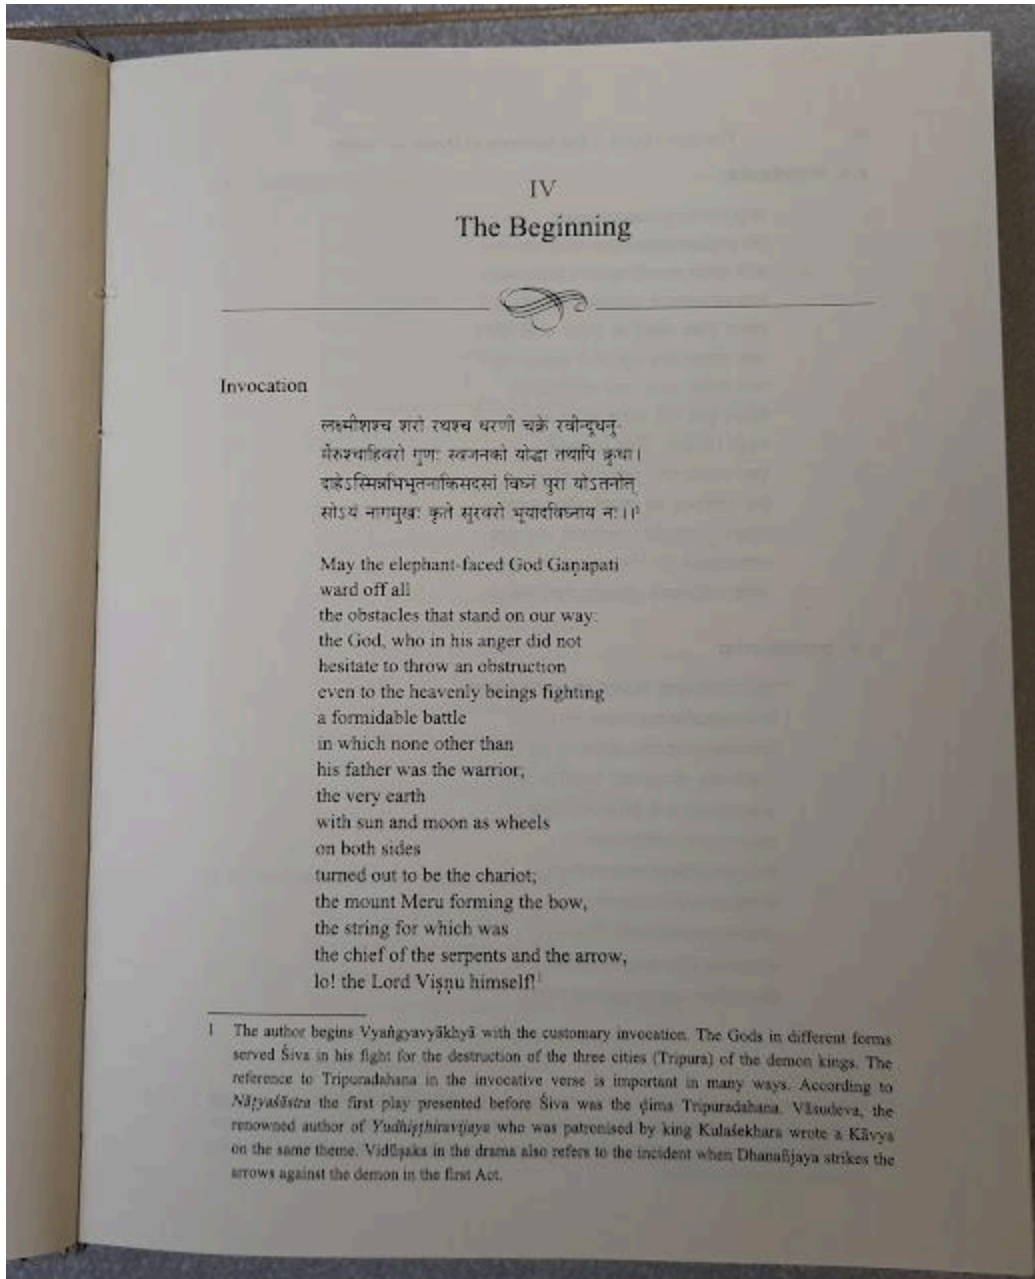 IV
The Beginning
Invocation
लक्ष्मीशश्च शरो रथश्च धरणी चक्रे रवीन्दूधनु-
र्मेरुश्चाहिवरो गुणः स्वजनको योद्धा तथापि क्रुधा।
दाहेऽस्मिन्नभिभूतनाकिमदसां विघ्नं पुरा योऽतनोत्
सोऽयं नागमुखः कृते सुरवरो भूयादविघ्नाय नः।।¹
May the elephant-faced God Gaṇapati
ward off all
the obstacles that stand on our way:
the God, who in his anger did not
hesitate to throw an obstruction
even to the heavenly beings fighting
a formidable battle
in which none other than
his father was the warrior;
the very earth
with sun and moon as wheels
on both sides
turned out to be the chariot;
the mount Meru forming the bow,
the string for which was
the chief of the serpents and the arrow,
lo! the Lord Viṣṇu himself!¹
1 The author begins Vyaṅgyavyākhyā with the customary invocation. The Gods in different forms
served Śiva in his fight for the destruction of the three cities (Tripura) of the demon kings. The
reference to Tripuradahana in the invocative verse is important in many ways. According to
Nāṭyaśāstra the first play presented before Śiva was the ḍima Tripuradahana. Vāsudeva, the
renowned author of Yudhiṣṭhiravijaya who was patronised by king Kulaśekhara wrote a Kāvya
on the same theme. Vidūṣaka in the drama also refers to the incident when Dhanañjaya strikes the
arrows against the demon in the first Act.